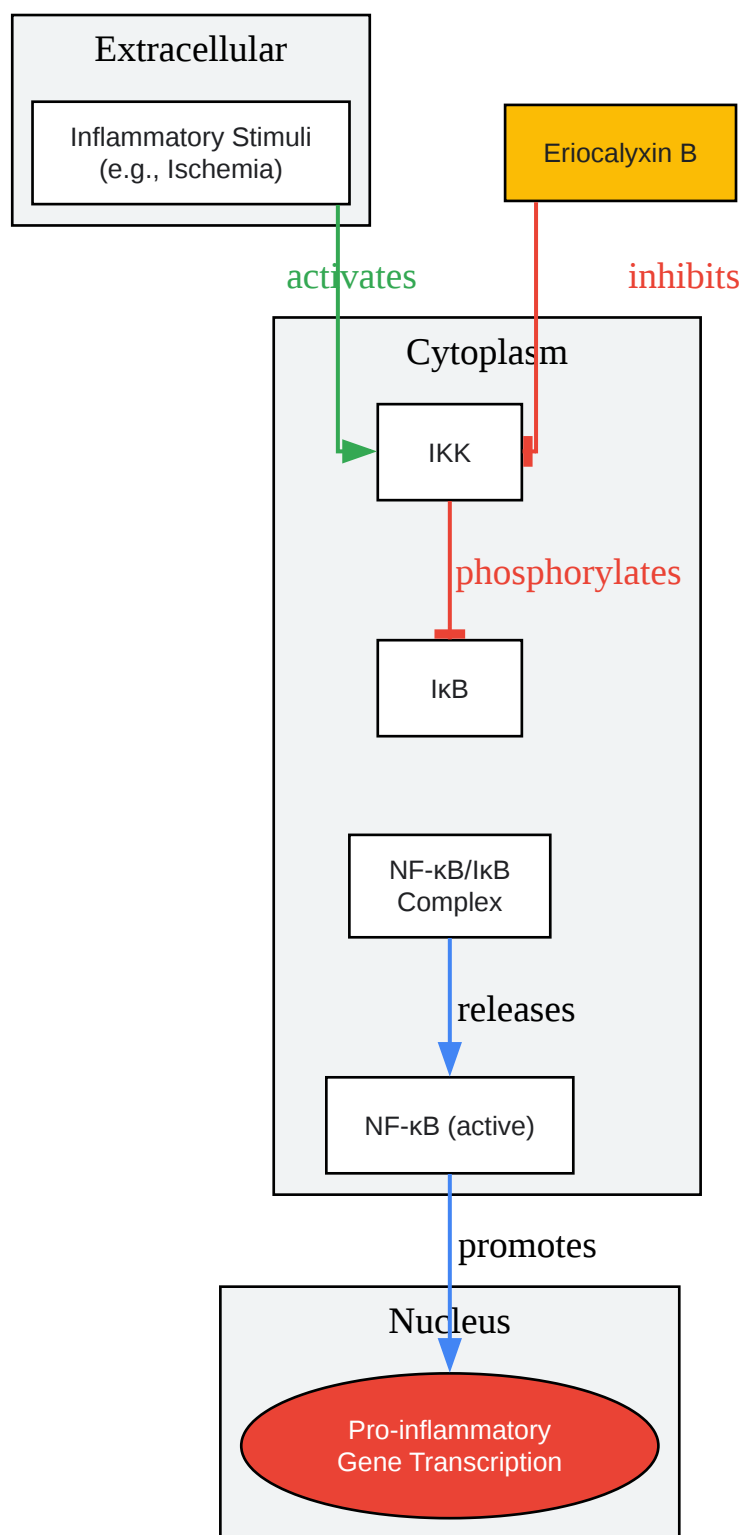 Extracellular
Inflammatory Stimuli
(e.g., Ischemia)
Eriocalyxin B
activates
inhibits
Cytoplasm
IKK
phosphorylates
IκB
NF-κB/IκB
Complex
releases
NF-κB (active)
promotes
Nucleus
Pro-inflammatory
Gene Transcription